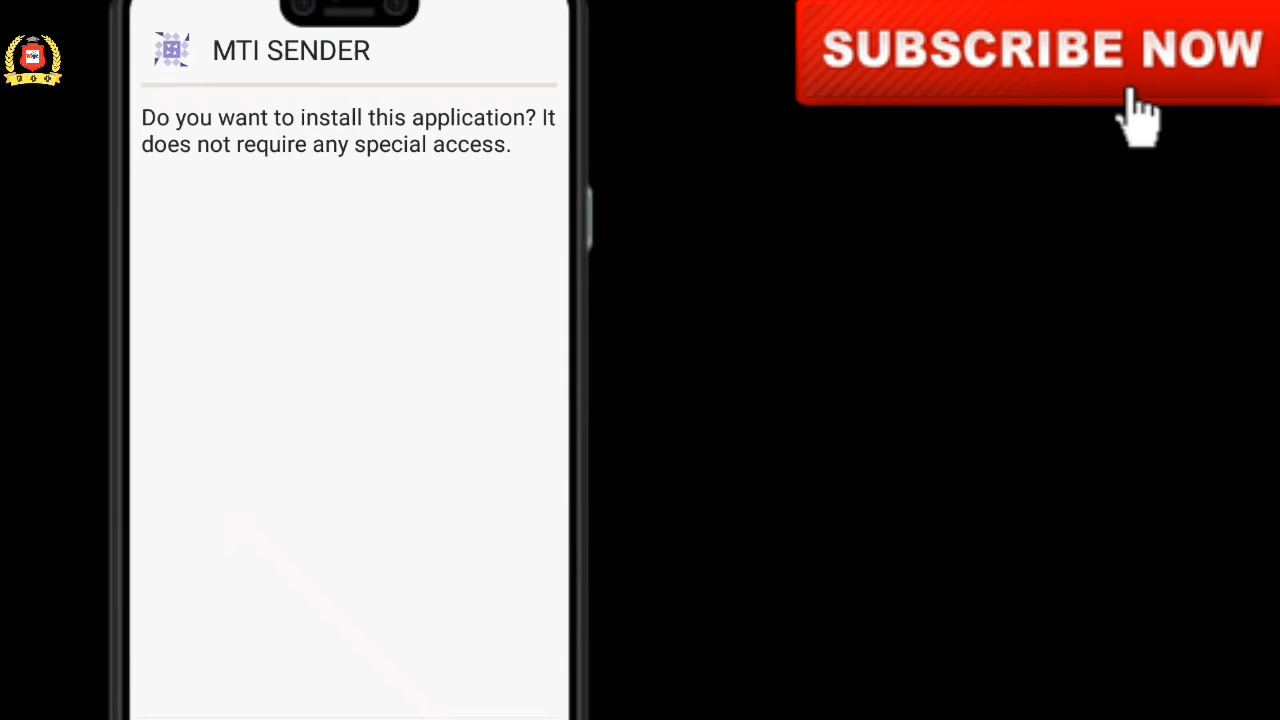 MTI SENDER
SUBSCRIBE NOW
Do you want to install this application? It
does not require any special access.